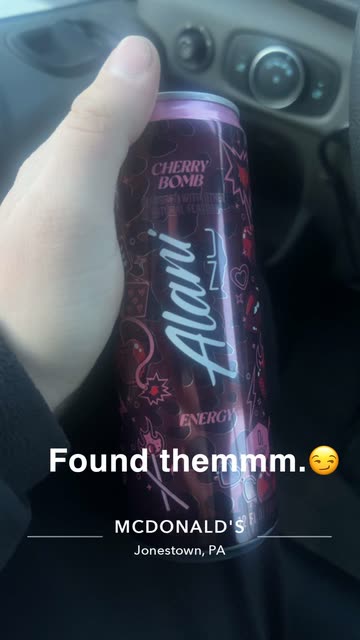 CHERRY
BOMB
Alani
NU
ENERGY
Found themmm.😏
MCDONALD'S
Jonestown, PA